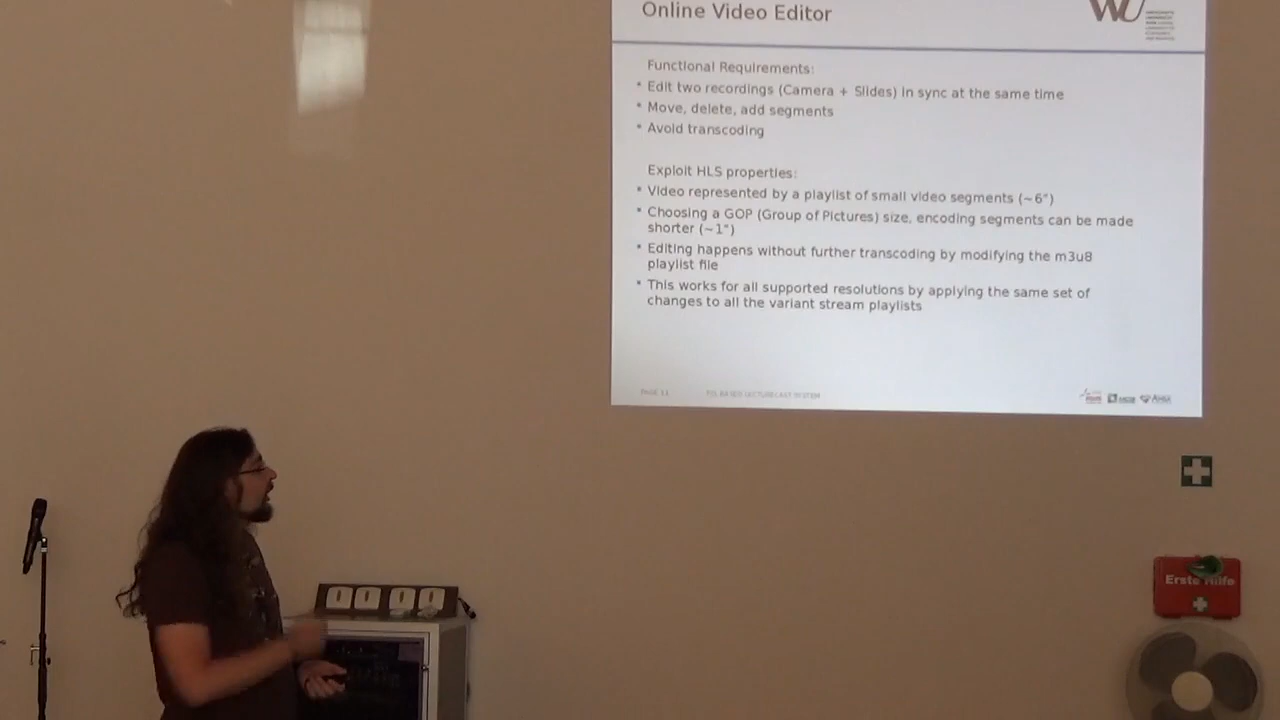 Online Video Editor
WU
Functional Requirements:
* Edit two recordings (Camera + Slides) in sync at the same time
* Move, delete, add segments
* Avoid transcoding
Exploit HLS properties:
* Video represented by a playlist of small video segments (~6")
* Choosing a GOP (Group of Pictures) size, encoding segments can be made
shorter (~1")
* Editing happens without further transcoding by modifying the m3u8
playlist file
* This works for all supported resolutions by applying the same set of
changes to all the variant stream playlists
PAGE
LECTURECAST SYSTEM
Erste Hilfe